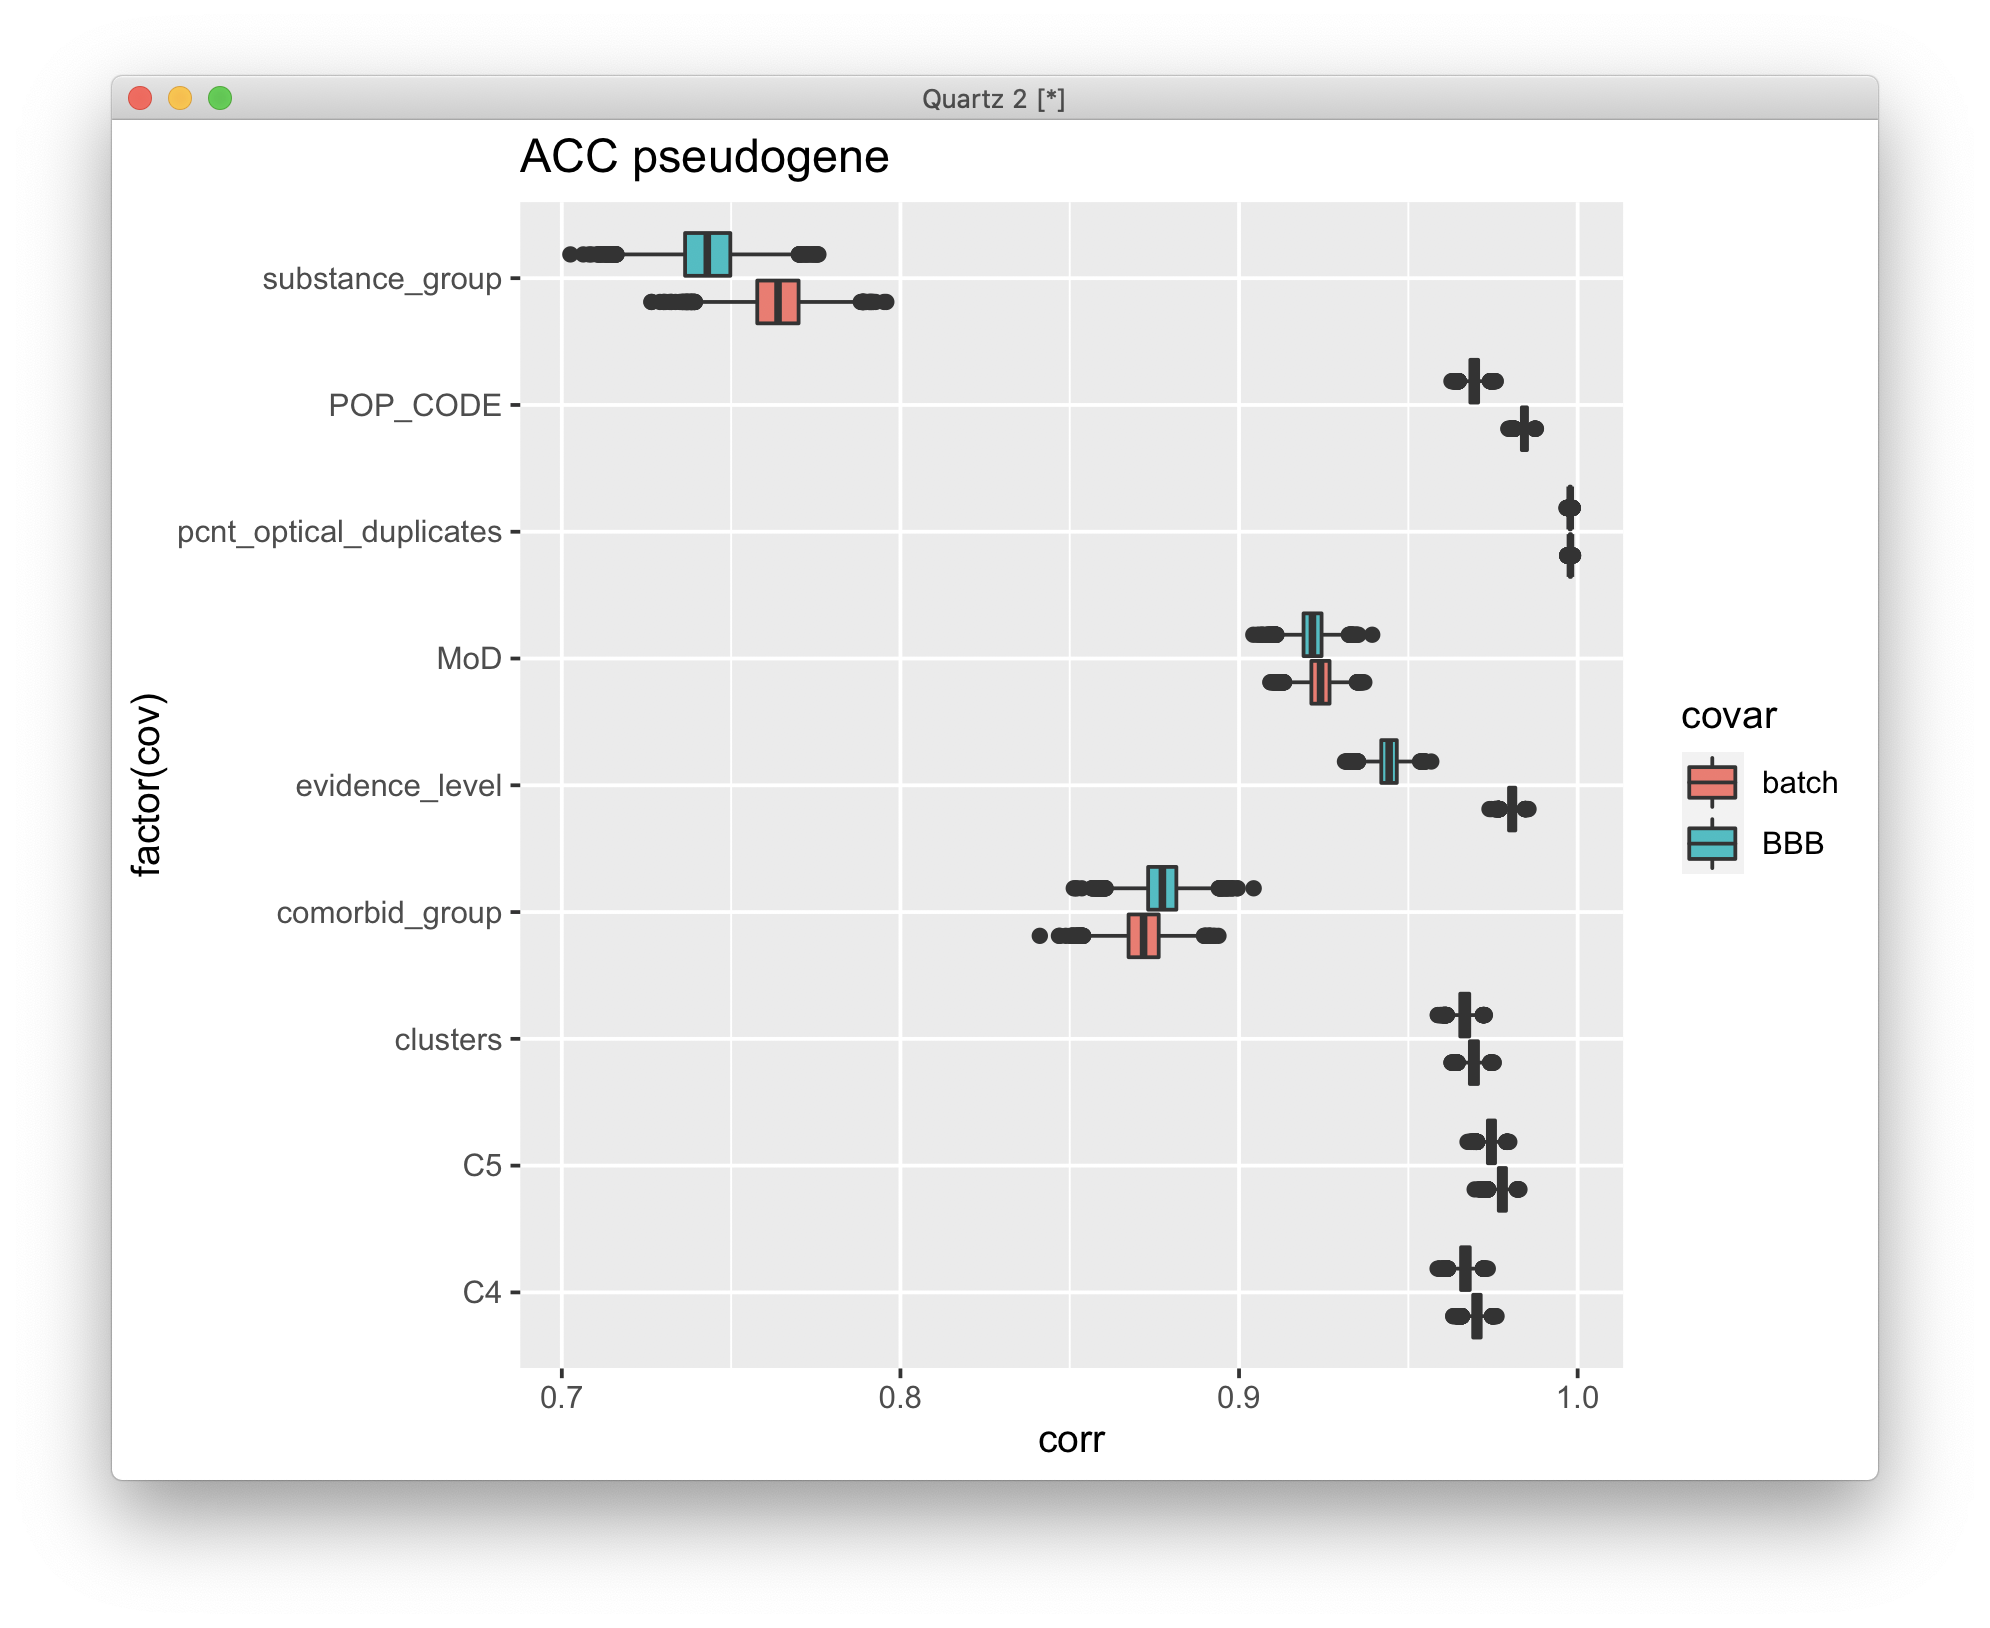 Quartz 2 [*]
ACC pseudogene
substance_group
POP_CODE
pcnt_optical_duplicates
MoD
evidence_level
comorbid_group
clusters
C5
C4
factor(cov)
0.7 0.8 0.9 1.0
corr
covar
batch
BBB